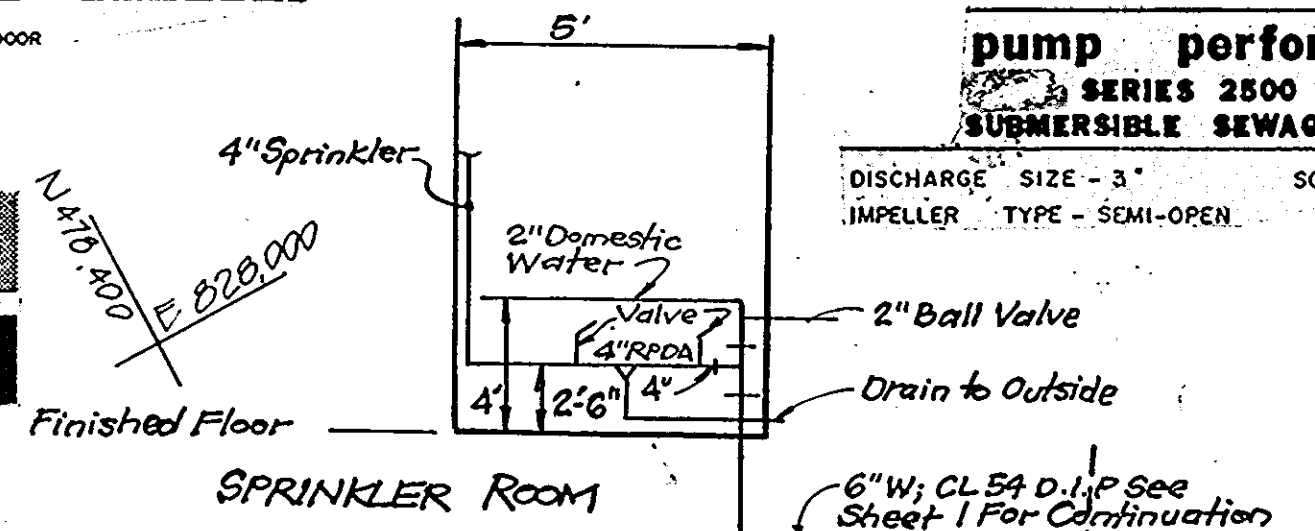 5'
pump perfor
SERIES 2500
SUBMERSIBLE SEWAG
DISCHARGE SIZE - 3"
IMPELLER TYPE - SEMI-OPEN
4" Sprinkler
N 478,400
E 828,000
2" Domestic
Water
Valve
4" RPDA
4"
4'
2'-6"
2" Ball Valve
Drain to Outside
Finished Floor
SPRINKLER ROOM
6" W; CL 54 D.I.P See
Sheet 1 For Continuation